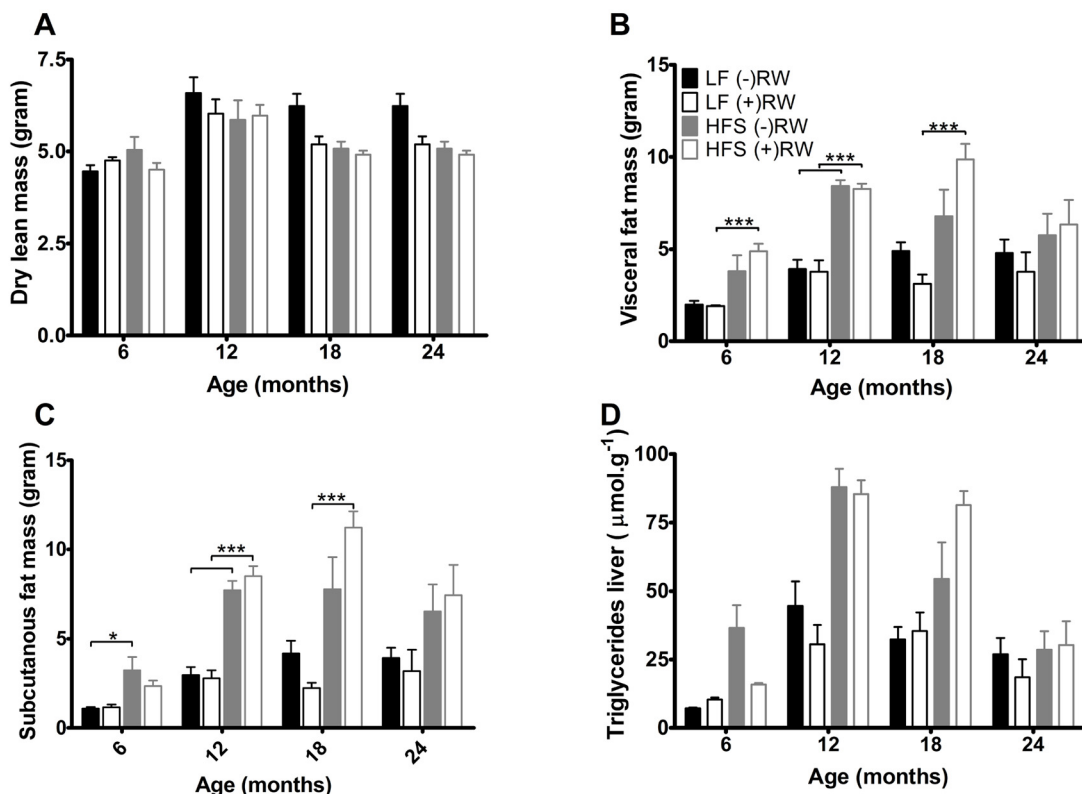 A
Dry lean mass (gram)
7.5
5.0
2.5
0.0
6 12 18 24
Age (months)
B
Visceral fat mass (gram)
15
10
5
0
LF (-)RW
LF (+)RW
HFS (-)RW
HFS (+)RW
***
***
***
6 12 18 24
Age (months)
C
Subcutanous fat mass (gram)
15
10
5
0
*
***
***
6 12 18 24
Age (months)
D
Triglycerides liver ( μmol.g⁻¹)
100
75
50
25
0
6 12 18 24
Age (months)